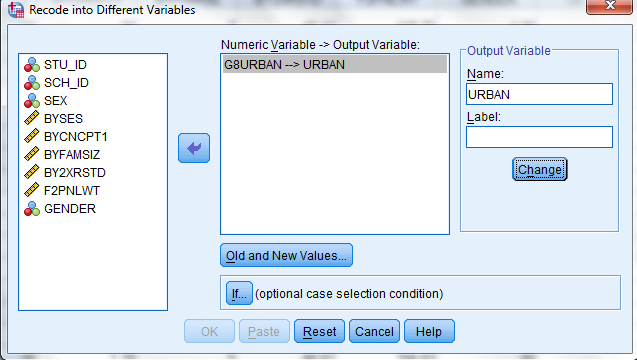 Recode into Different Variables
STU_ID
SCH_ID
SEX
BYSES
BYCNCPT1
BYFAMSIZ
BY2XRSTD
F2PNLWT
GENDER
Numeric Variable -> Output Variable:
G8URBAN --> URBAN
Old and New Values...
If... (optional case selection condition)
Output Variable
Name:
URBAN
Label:
Change
OK Paste Reset Cancel Help